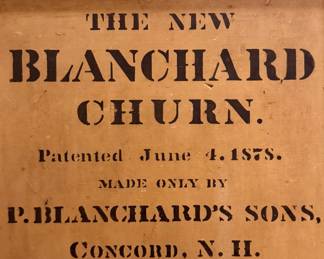 THE NEW
BLANCHARD
CHURN.
Patented June 4. 1878.
MADE ONLY BY
P. BLANCHARD'S SONS,
CONCORD, N. H.